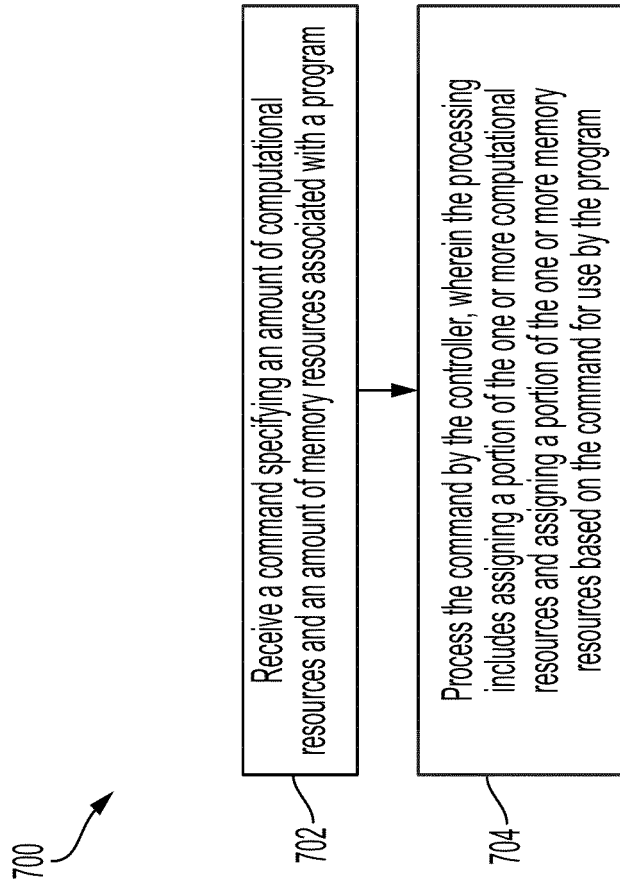 700
702
Receive a command specifying an amount of computational
resources and an amount of memory resources associated with a program
704
Process the command by the controller, wherein the processing
includes assigning a portion of the one or more computational
resources and assigning a portion of the one or more memory
resources based on the command for use by the program